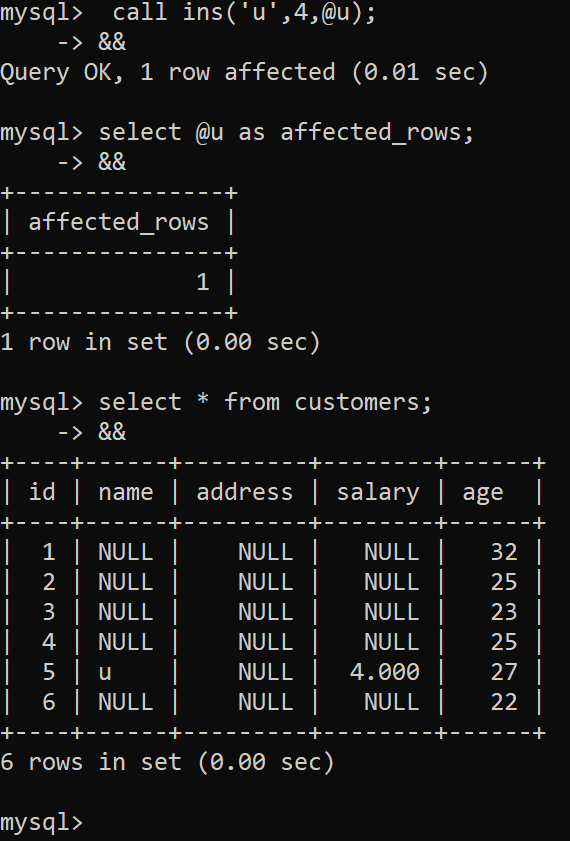 mysql>  call ins('u',4,@u);
    -> &&
Query OK, 1 row affected (0.01 sec)

mysql> select @u as affected_rows;
    -> &&
+---------------+
| affected_rows |
+---------------+
|             1 |
+---------------+
1 row in set (0.00 sec)

mysql> select * from customers;
    -> &&
+----+------+---------+--------+------+
| id | name | address | salary | age  |
+----+------+---------+--------+------+
|  1 | NULL |    NULL |   NULL |   32 |
|  2 | NULL |    NULL |   NULL |   25 |
|  3 | NULL |    NULL |   NULL |   23 |
|  4 | NULL |    NULL |   NULL |   25 |
|  5 | u    |    NULL |  4.000 |   27 |
|  6 | NULL |    NULL |   NULL |   22 |
+----+------+---------+--------+------+
6 rows in set (0.00 sec)

mysql>